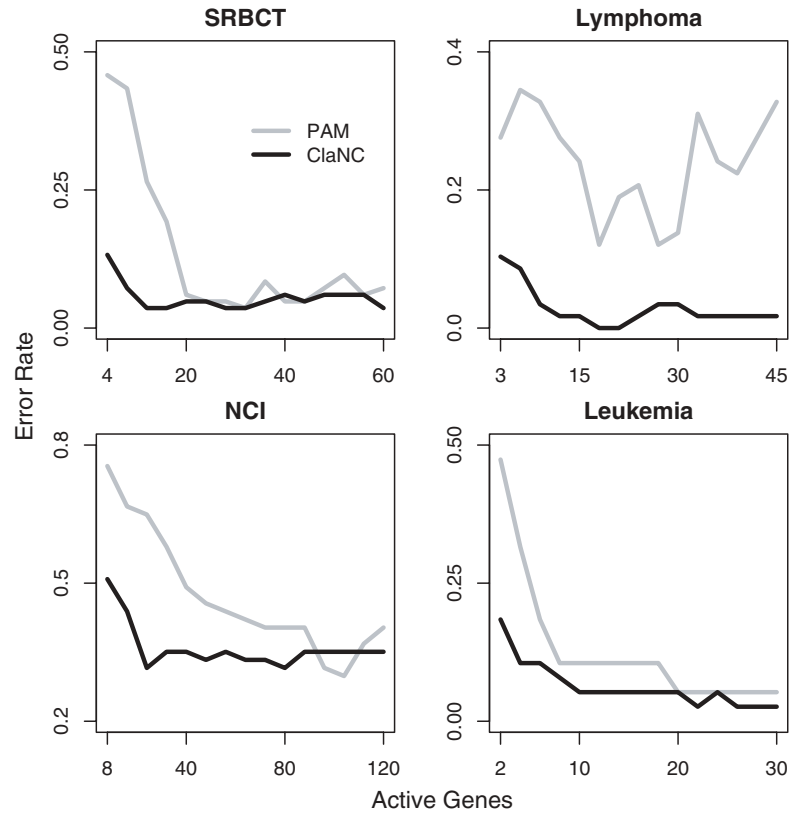 SRBCT
0.50
0.25
0.00
PAM
ClaNC
4 20 40 60
Lymphoma
0.4
0.2
0.0
3 15 30 45
Error Rate
NCI
0.8
0.5
0.2
8 40 80 120
Leukemia
0.50
0.25
0.00
2 10 20 30
Active Genes